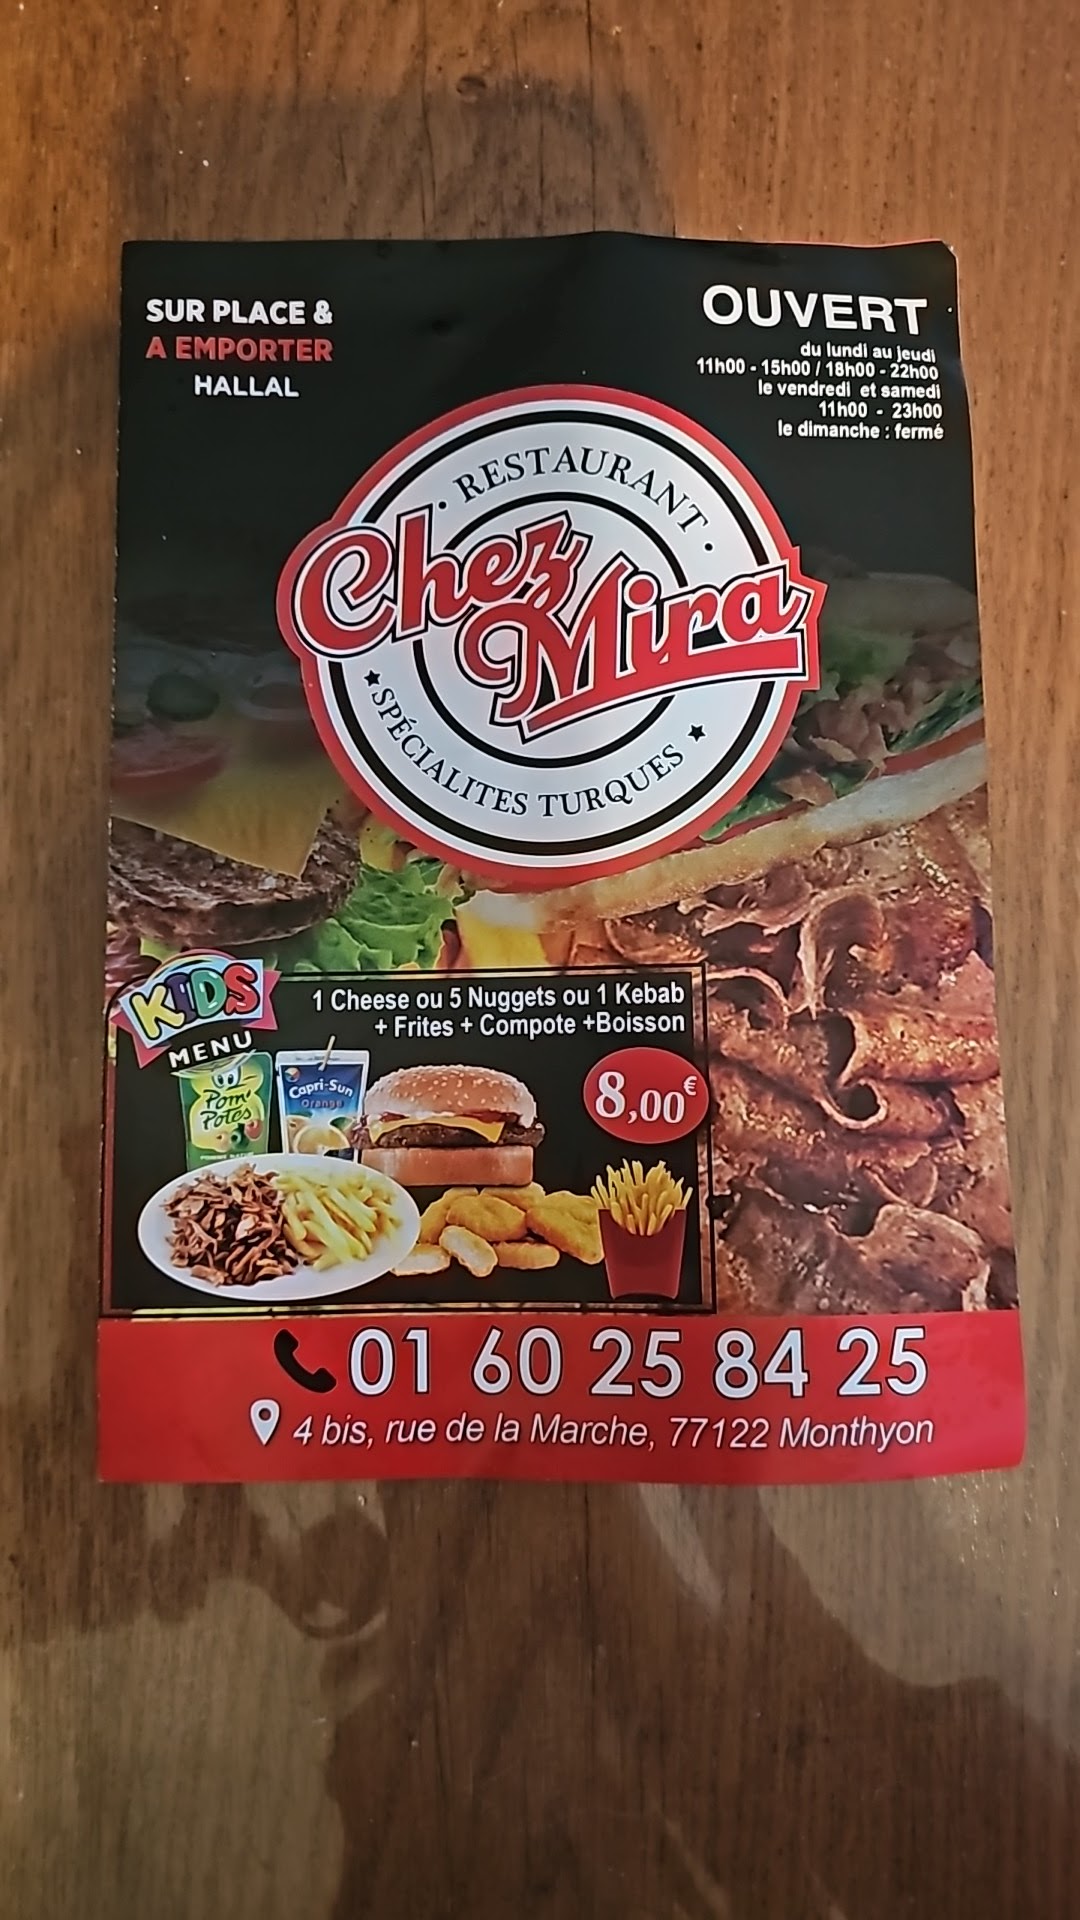 SUR PLACE &
A EMPORTER
HALLAL
OUVERT
du lundi au jeudi
11h00 - 15h00 / 18h00 - 22h00
le vendredi et samedi
11h00 - 23h00
le dimanche : fermé
RESTAURANT
Chez
Mira
SPÉCIALITES TURQUES
KIDS
MENU
1 Cheese ou 5 Nuggets ou 1 Kebab
+ Frites + Compote +Boisson
8,00€
Pom'
Potes
Capri-Sun
Orange
01 60 25 84 25
4 bis, rue de la Marche, 77122 Monthyon